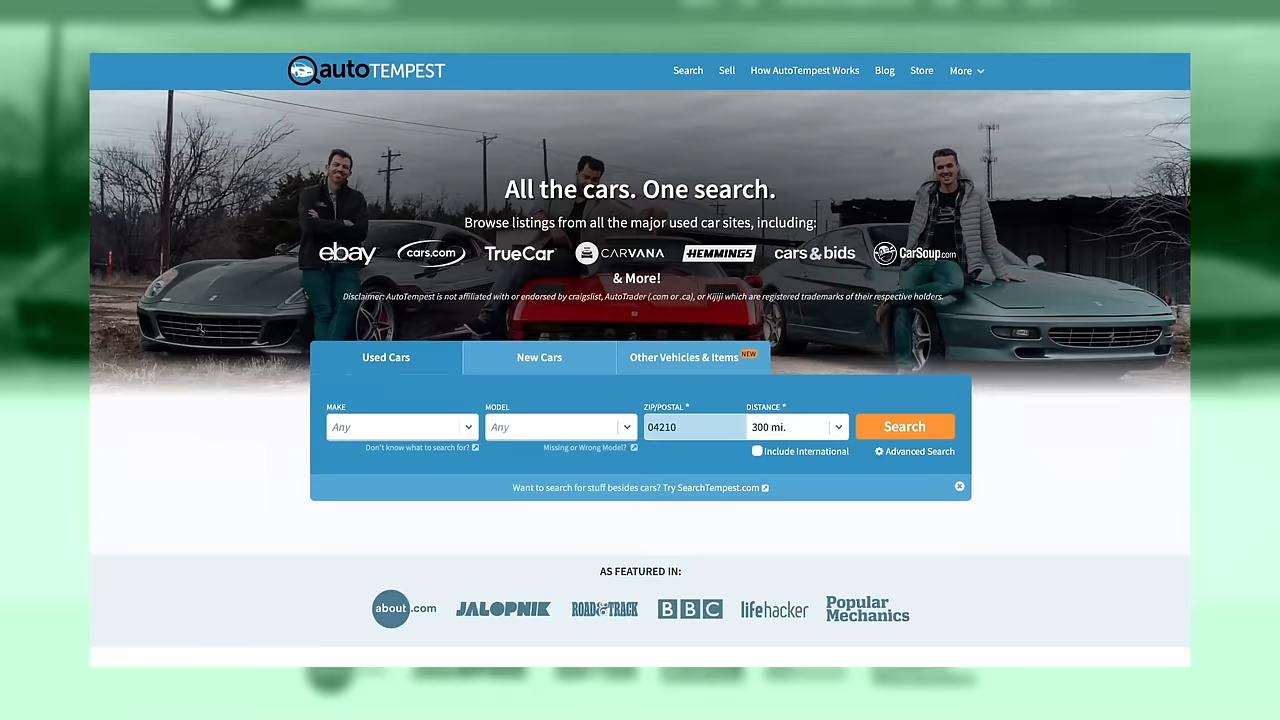 autoTEMPEST
Search Sell How AutoTempest Works Blog Store More
All the cars. One search.
Browse listings from all the major used car sites, including:
ebay cars.com TrueCar CARVANA HEMMINGS cars & bids CarSoup.com
& More!
Disclaimer: AutoTempest is not affiliated with or endorsed by craigslist, AutoTrader (.com or .ca), or Kijiji which are registered trademarks of their respective holders.
Used Cars New Cars Other Vehicles & Items NEW
MAKE MODEL ZIP/POSTAL * DISTANCE *
Any Any 04210 300 mi. Search
Don't know what to search for? Missing or Wrong Model? Include International Advanced Search
Want to search for stuff besides cars? Try SearchTempest.com
AS FEATURED IN:
about.com JALOPNIK ROAD & TRACK BBC lifehacker Popular Mechanics